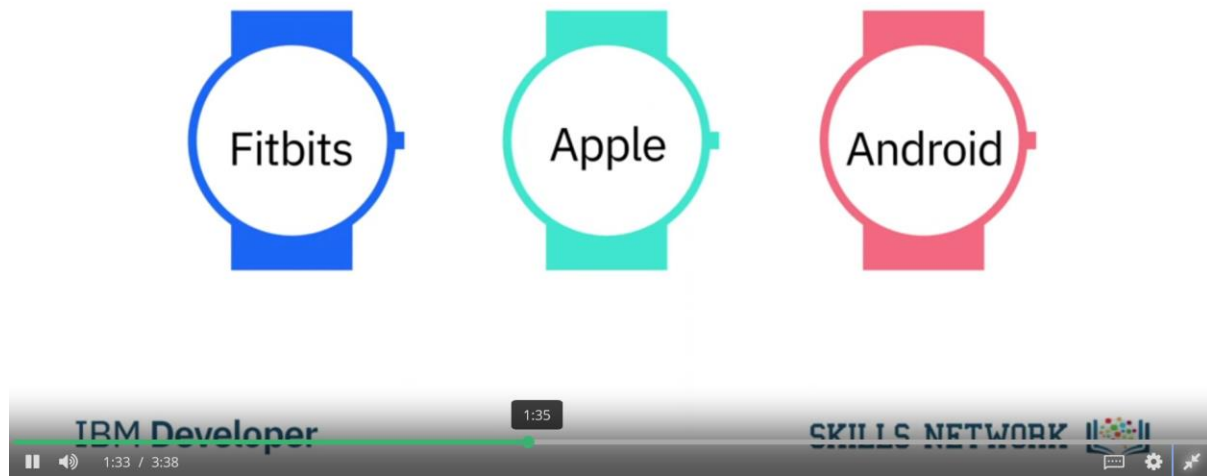 Fitbits
Apple
Android
1:35
IBM Developer
SKILLS NETWORK
1:33 / 3:38